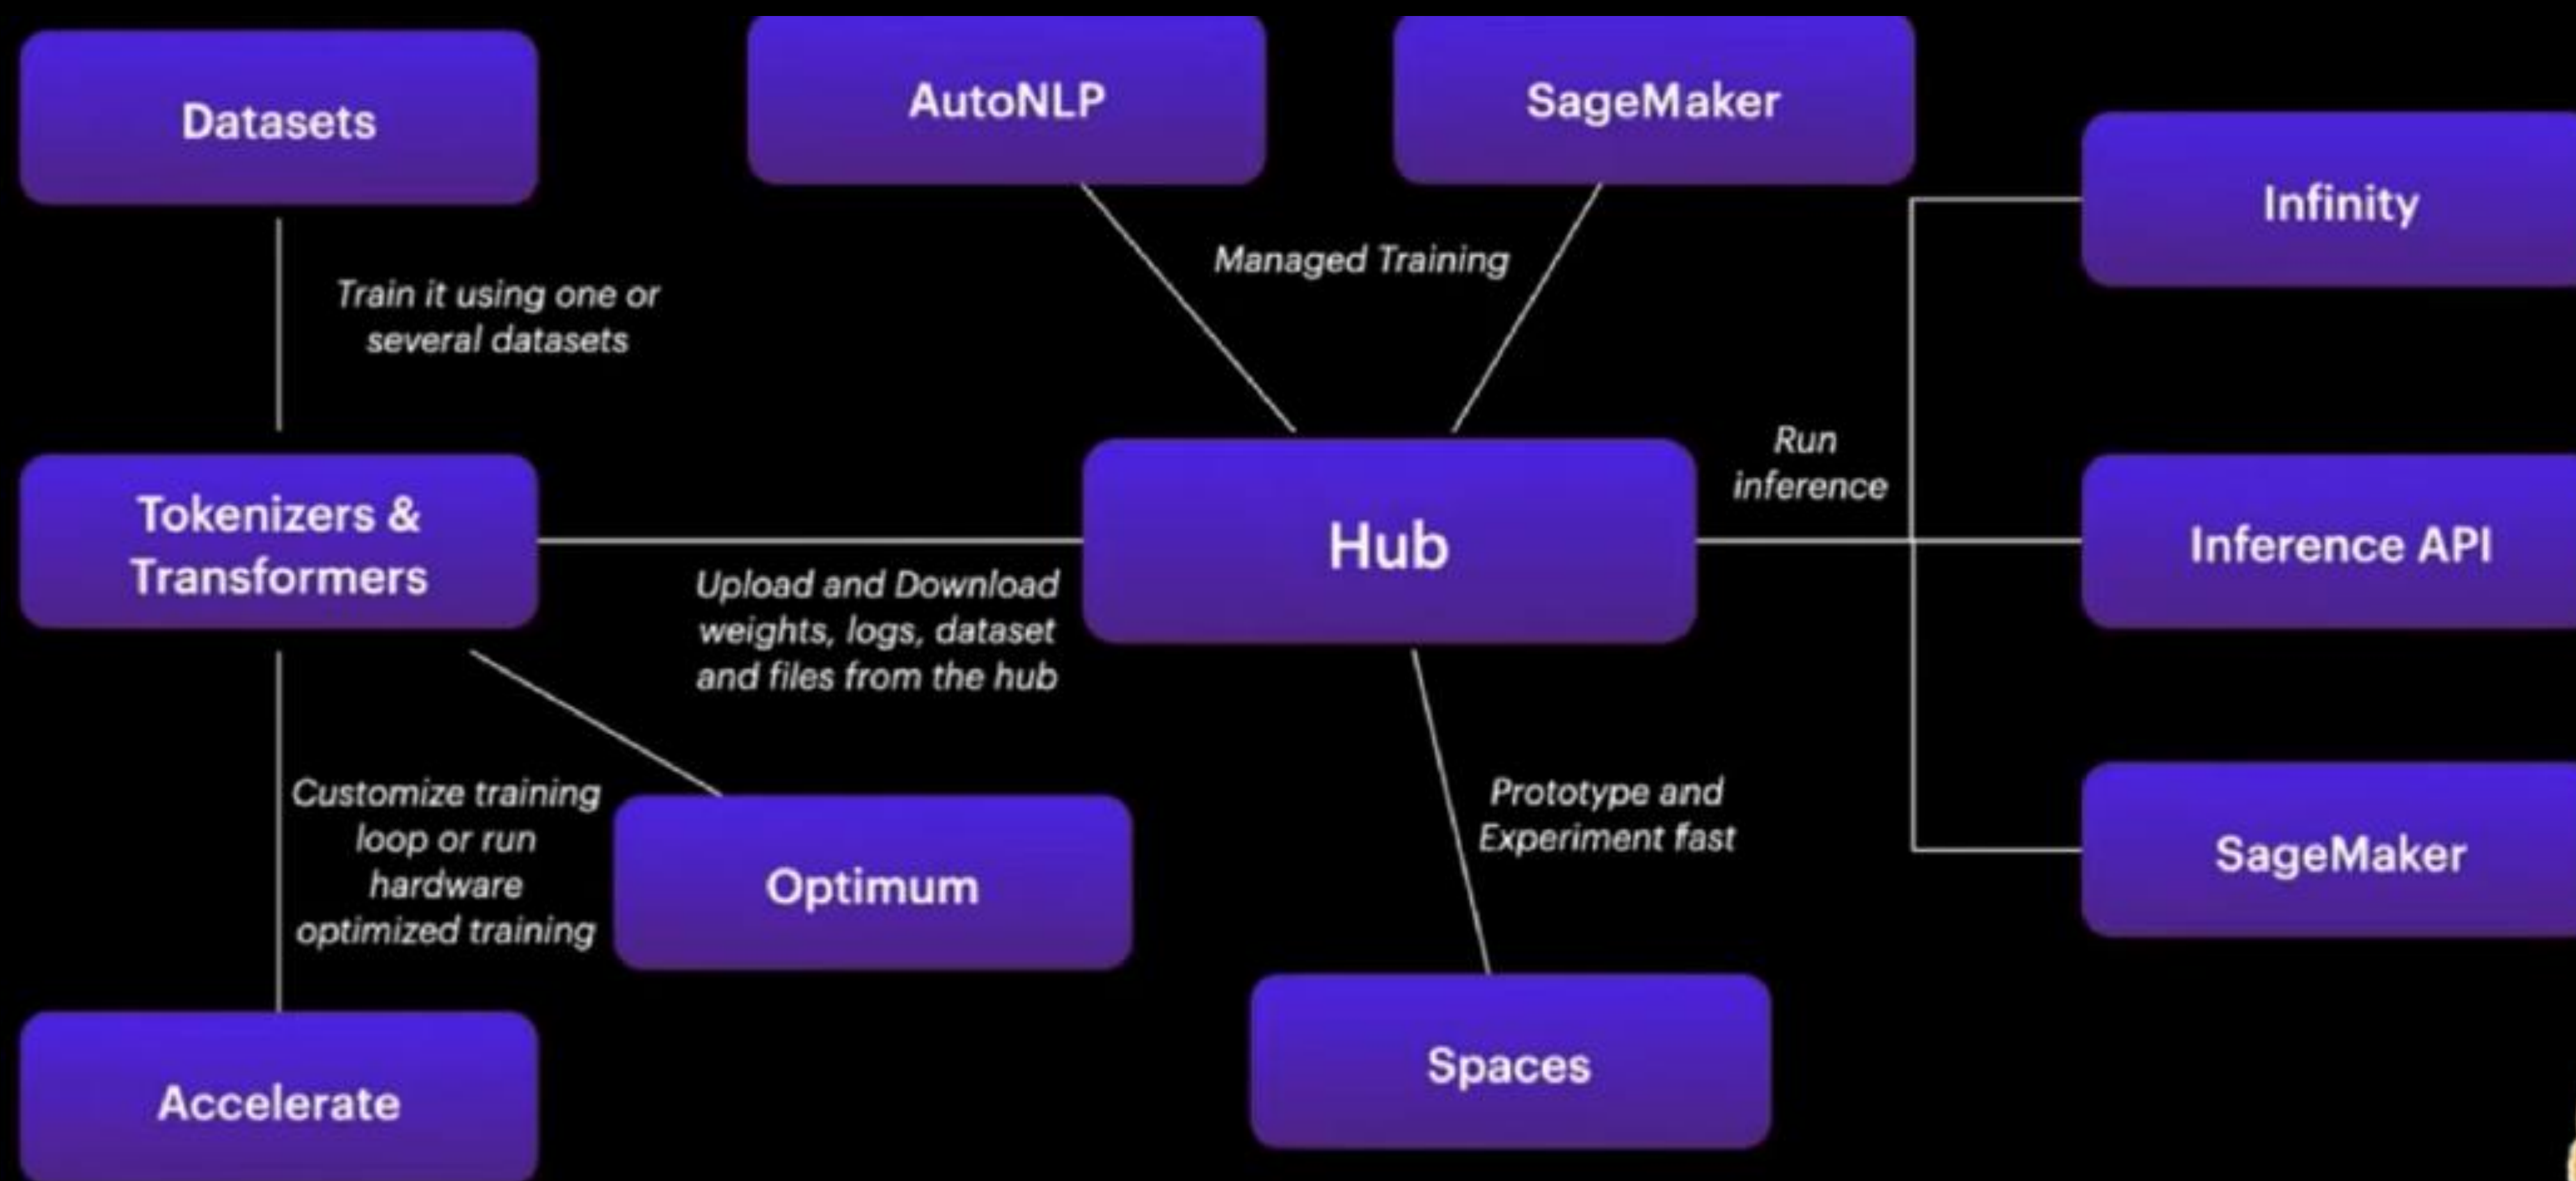 Datasets
AutoNLP
SageMaker
Infinity
Managed Training
Train it using one or
several datasets
Run
inference
Tokenizers &
Transformers
Hub
Inference API
Upload and Download
weights, logs, dataset
and files from the hub
Customize training
loop or run
hardware
optimized training
Optimum
Prototype and
Experiment fast
SageMaker
Spaces
Accelerate